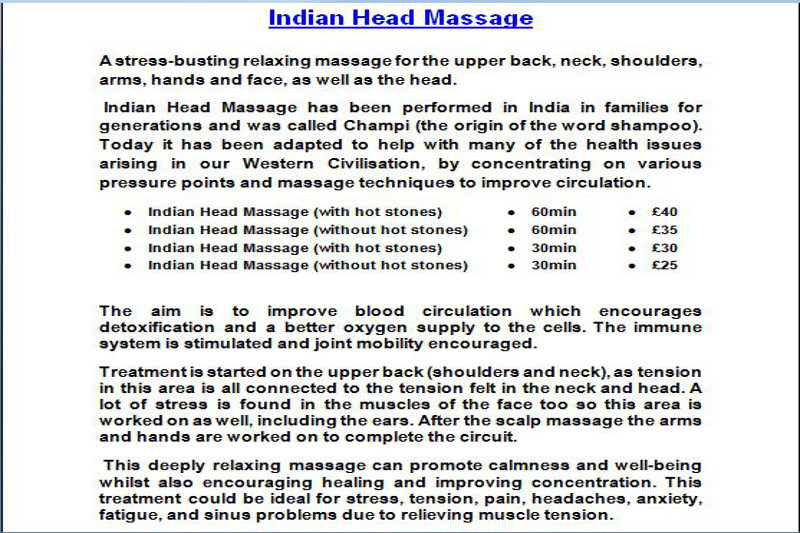 Indian Head Massage
A stress-busting relaxing massage for the upper back, neck, shoulders,
arms, hands and face, as well as the head.
Indian Head Massage has been performed in India in families for
generations and was called Champi (the origin of the word shampoo).
Today it has been adapted to help with many of the health issues
arising in our Western Civilisation, by concentrating on various
pressure points and massage techniques to improve circulation.
• Indian Head Massage (with hot stones) • 60min • £40
• Indian Head Massage (without hot stones) • 60min • £35
• Indian Head Massage (with hot stones) • 30min • £30
• Indian Head Massage (without hot stones) • 30min • £25
The aim is to improve blood circulation which encourages
detoxification and a better oxygen supply to the cells. The immune
system is stimulated and joint mobility encouraged.
Treatment is started on the upper back (shoulders and neck), as tension
in this area is all connected to the tension felt in the neck and head. A
lot of stress is found in the muscles of the face too so this area is
worked on as well, including the ears. After the scalp massage the arms
and hands are worked on to complete the circuit.
This deeply relaxing massage can promote calmness and well-being
whilst also encouraging healing and improving concentration. This
treatment could be ideal for stress, tension, pain, headaches, anxiety,
fatigue, and sinus problems due to relieving muscle tension.